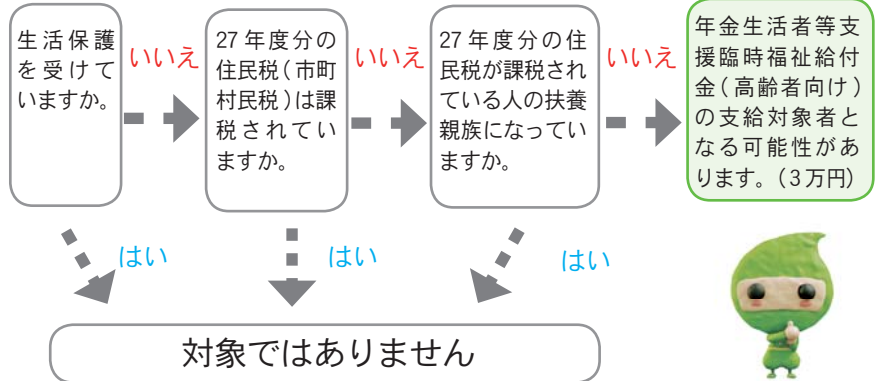 生活保護
を受けて
いますか。
いいえ
27年度分の
住民税(市町
村民税)は課
税されてい
ますか。
いいえ
27年度分の住
民税が課税され
ている人の扶養
親族になってい
ますか。
いいえ
年金生活者等支
援臨時福祉給付
金(高齢者向け)
の支給対象者と
なる可能性があ
ります。(3万円)
はい
はい
はい
対象ではありません